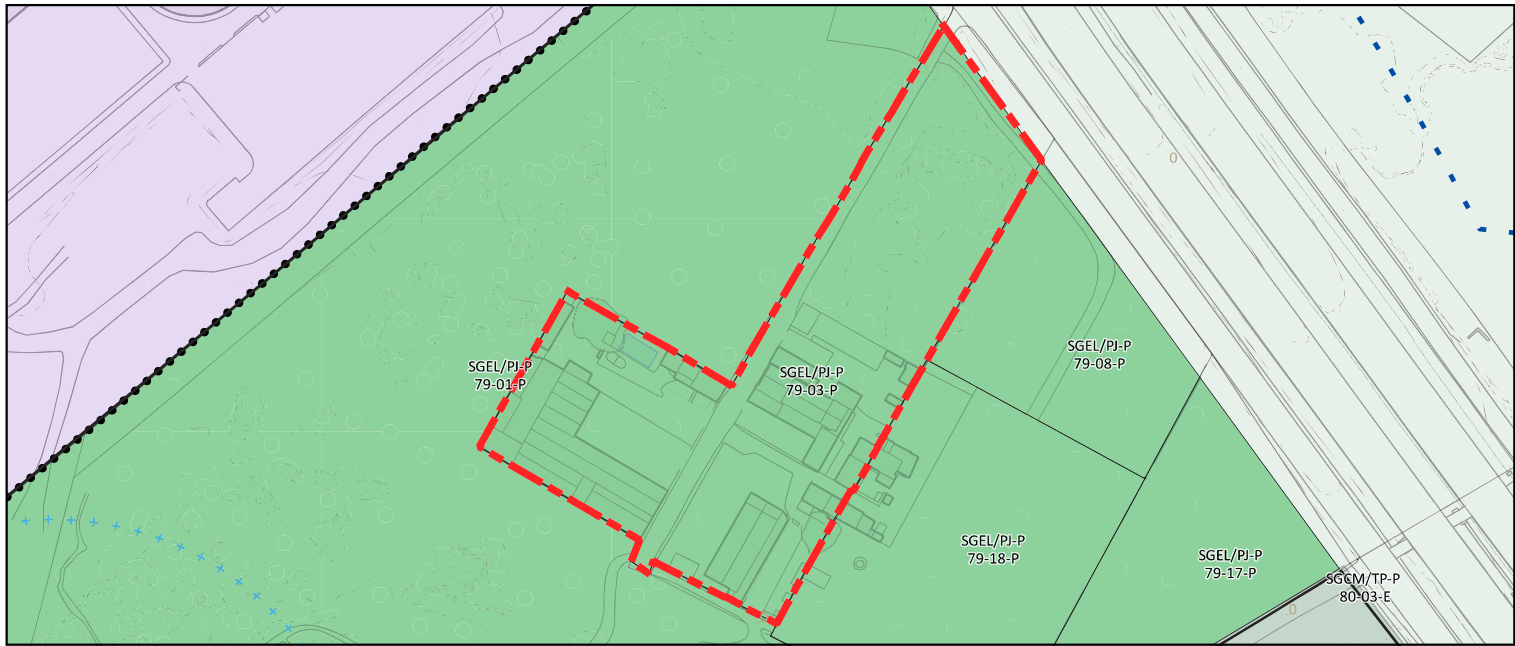 0
SGEL/PJ-P
79-08-P
SGEL/PJ-P
79-01-P
SGEL/PJ-P
79-03-P
SGEL/PJ-P
79-18-P
SGEL/PJ-P
79-17-P
SGCM/TP-P
80-03-E
0